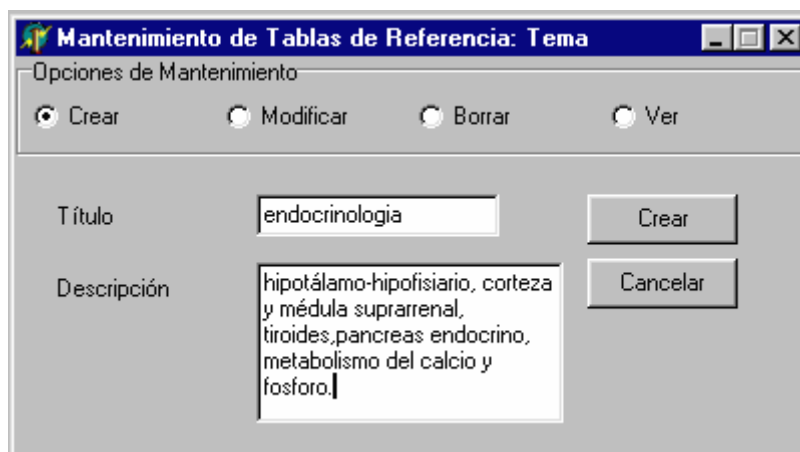 Mantenimiento de Tablas de Referencia: Tema
Opciones de Mantenimiento
Crear Modificar Borrar Ver
Título endocrinologia Crear
Descripción hipotálamo-hipofisiario, corteza Cancelar
y médula suprarrenal,
tiroides,pancreas endocrino,
metabolismo del calcio y
fosforo.